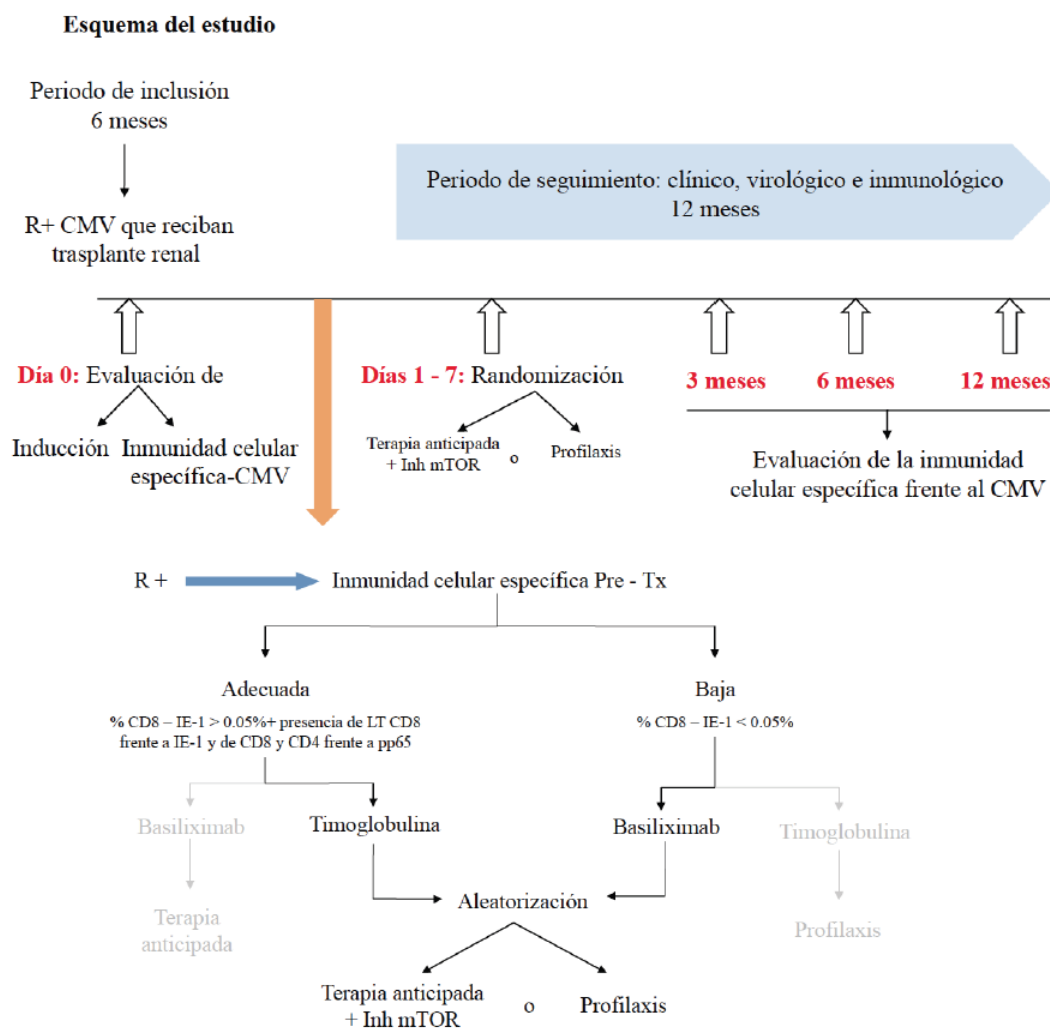 Esquema del estudio
Periodo de inclusión
6 meses
R+ CMV que reciban
trasplante renal
Periodo de seguimiento: clínico, virológico e inmunológico
12 meses
Día 0: Evaluación de
Inducción
Inmunidad celular
específica-CMV
Días 1 - 7: Randomización
Terapia anticipada
+ Inh mTOR
o
Profilaxis
3 meses
6 meses
12 meses
Evaluación de la inmunidad
celular específica frente al CMV
R +
Inmunidad celular específica Pre - Tx
Adecuada
% CD8 – IE-1 > 0.05%+ presencia de LT CD8
frente a IE-1 y de CD8 y CD4 frente a pp65
Baja
% CD8 – IE-1 < 0.05%
Basiliximab
Timoglobulina
Basiliximab
Timoglobulina
Terapia
anticipada
Aleatorización
Profilaxis
Terapia anticipada
+ Inh mTOR
o
Profilaxis